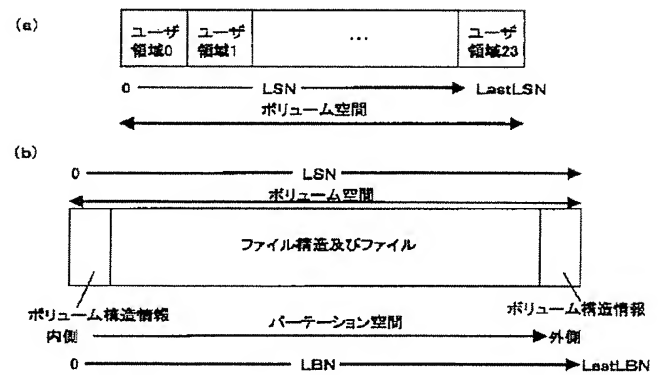 (a)
ユーザ
領域0
ユーザ
領域1
...
ユーザ
領域23
0 LSN LastLSN
ボリューム空間
(b)
0 LSN
ボリューム空間
ファイル構造及びファイル
ボリューム構造情報 ボリューム構造情報
内側 パーテーション空間 外側
0 LBN LastLBN